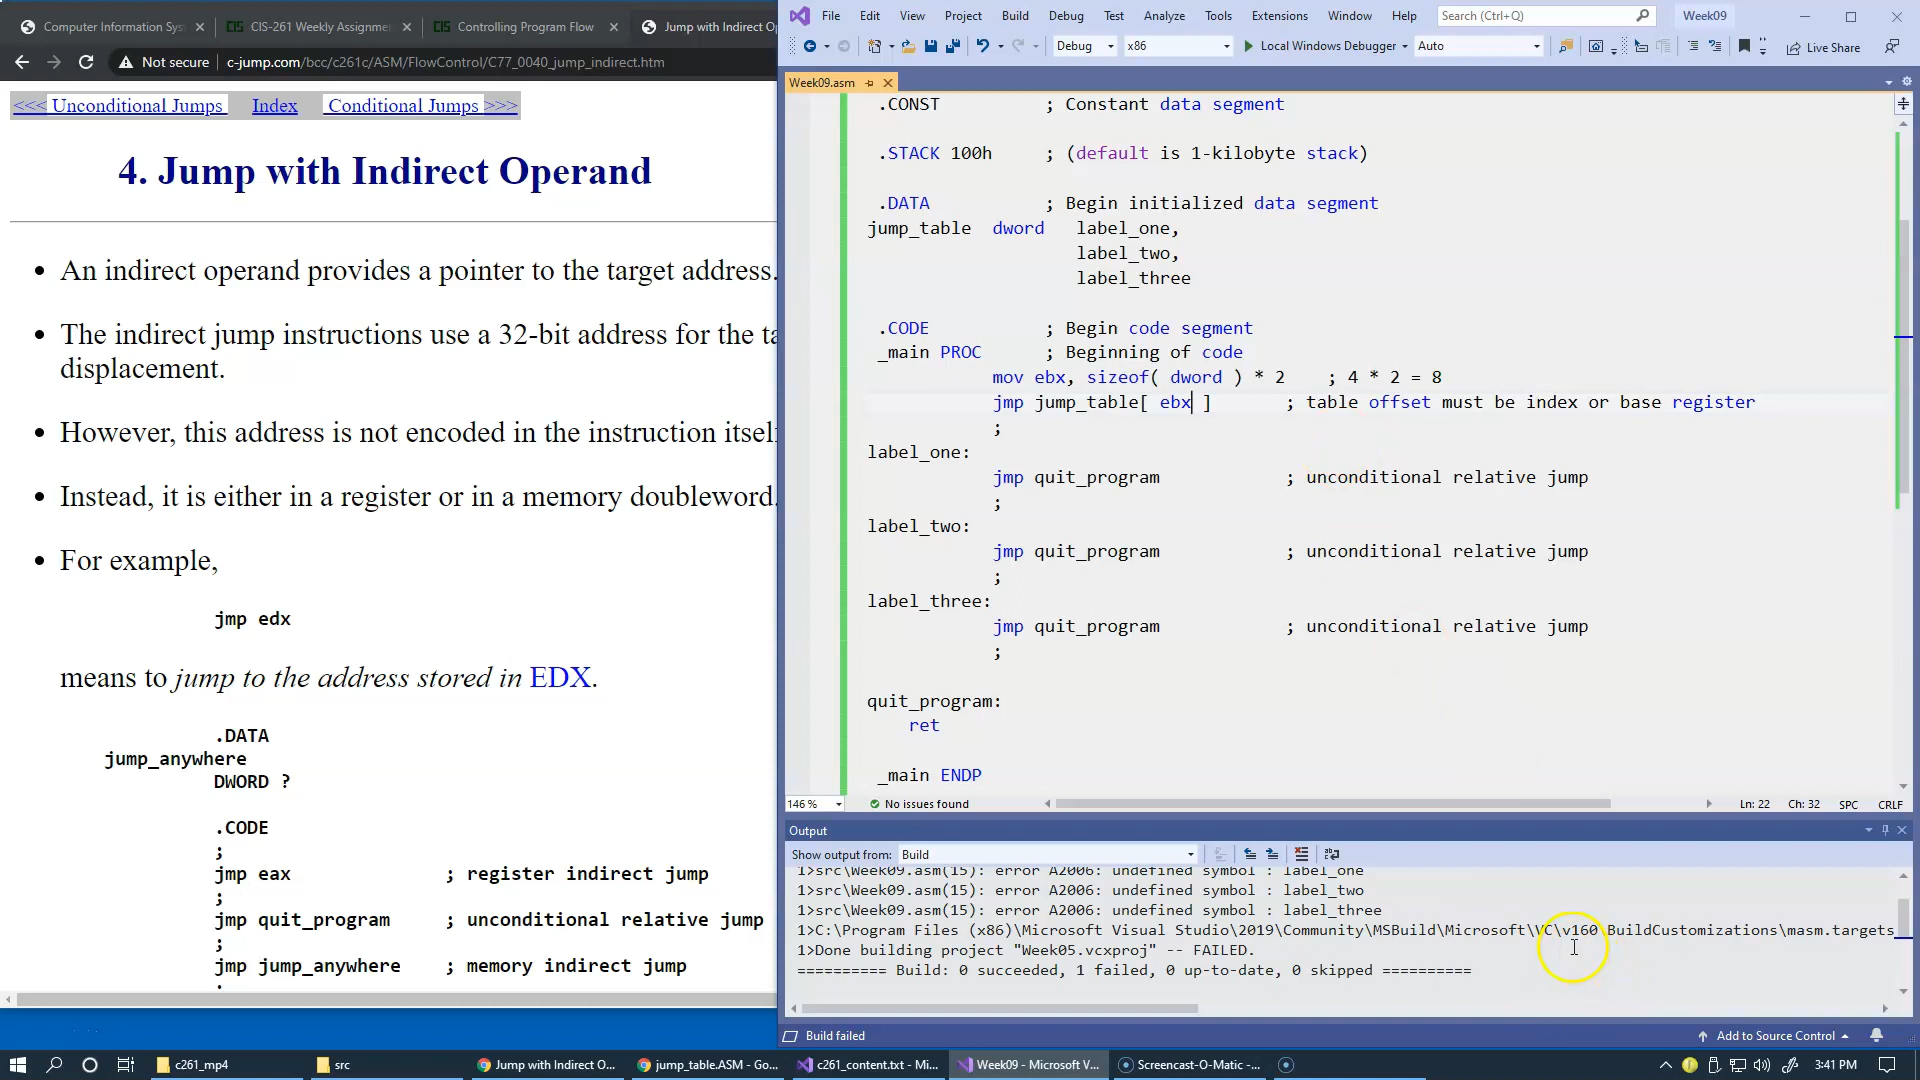 Computer Information Sys
CIS-261 Weekly Assignmen
Controlling Program Flow
Jump with Indirect Op
Not secure
c-jump.com/bcc/c261c/ASM/FlowControl/C77_0040_jump_indirect.htm
<<< Unconditional Jumps Index Conditional Jumps >>>
4. Jump with Indirect Operand
An indirect operand provides a pointer to the target address.
The indirect jump instructions use a 32-bit address for the ta
displacement.
However, this address is not encoded in the instruction itsel
Instead, it is either in a register or in a memory doubleword.
For example,
jmp edx
means to jump to the address stored in EDX.
.DATA
jump_anywhere
DWORD ?
.CODE
;
jmp eax ; register indirect jump
;
jmp quit_program ; unconditional relative jump
;
jmp jump_anywhere ; memory indirect jump
File Edit View Project Build Debug Test Analyze Tools Extensions Window Help Search (Ctrl+Q) Week09
Debug x86 Local Windows Debugger Auto Live Share
Week09.asm
.CONST ; Constant data segment
.STACK 100h ; (default is 1-kilobyte stack)
.DATA ; Begin initialized data segment
jump_table dword label_one,
label_two,
label_three
.CODE ; Begin code segment
_main PROC ; Beginning of code
mov ebx, sizeof( dword ) * 2 ; 4 * 2 = 8
jmp jump_table[ ebx ] ; table offset must be index or base register
;
label_one:
jmp quit_program ; unconditional relative jump
;
label_two:
jmp quit_program ; unconditional relative jump
;
label_three:
jmp quit_program ; unconditional relative jump
;
quit_program:
ret
_main ENDP
146 % No issues found Ln: 22 Ch: 32 SPC CRLF
Output
Show output from: Build
1>src\Week09.asm(15): error A2006: undefined symbol : label_one
1>src\Week09.asm(15): error A2006: undefined symbol : label_two
1>src\Week09.asm(15): error A2006: undefined symbol : label_three
1>C:\Program Files (x86)\Microsoft Visual Studio\2019\Community\MSBuild\Microsoft\VC\v160\BuildCustomizations\masm.targets
1>Done building project "Week05.vcxproj" -- FAILED.
========== Build: 0 succeeded, 1 failed, 0 up-to-date, 0 skipped ==========
Build failed Add to Source Control
c261_mp4 src Jump with Indirect O... jump_table.ASM - Go... c261_content.txt - Mi... Week09 - Microsoft V... Screencast-O-Matic -... 3:41 PM